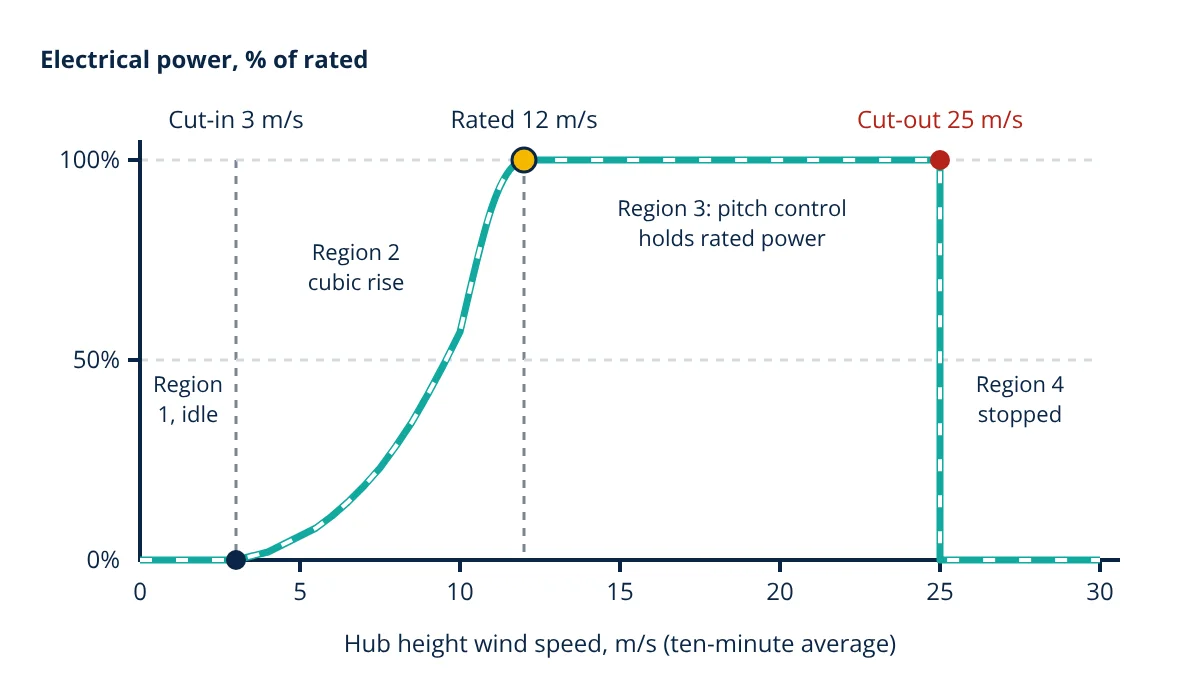 Electrical power, % of rated
Cut-in 3 m/s
Rated 12 m/s
Cut-out 25 m/s
100%
Region 3: pitch control
holds rated power
Region 2
cubic rise
50%
Region
1, idle
Region 4
stopped
0%
0
5
10
15
20
25
30
Hub height wind speed, m/s (ten-minute average)